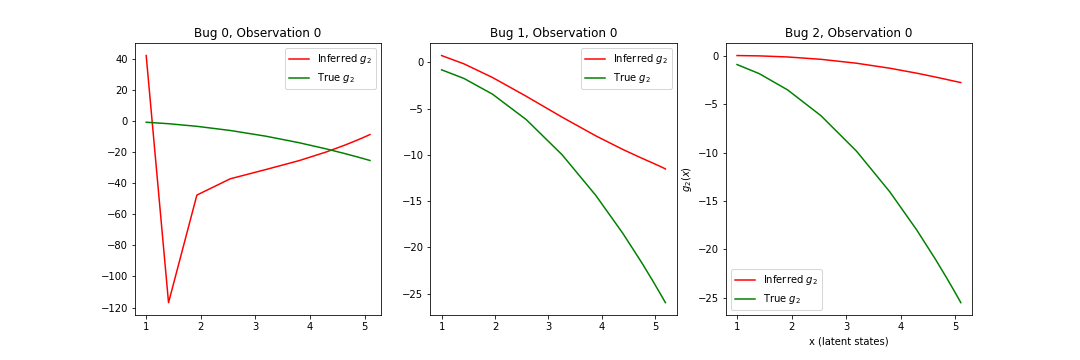 Bug 0, Observation 0
40
20
0
−20
−40
−60
−80
−100
−120
1 2 3 4 5
Inferred g₂
True g₂
Bug 1, Observation 0
0
−5
−10
−15
−20
−25
1 2 3 4 5
Inferred g₂
True g₂
Bug 2, Observation 0
g₂(x)
0
−5
−10
−15
−20
−25
1 2 3 4 5
x (latent states)
Inferred g₂
True g₂